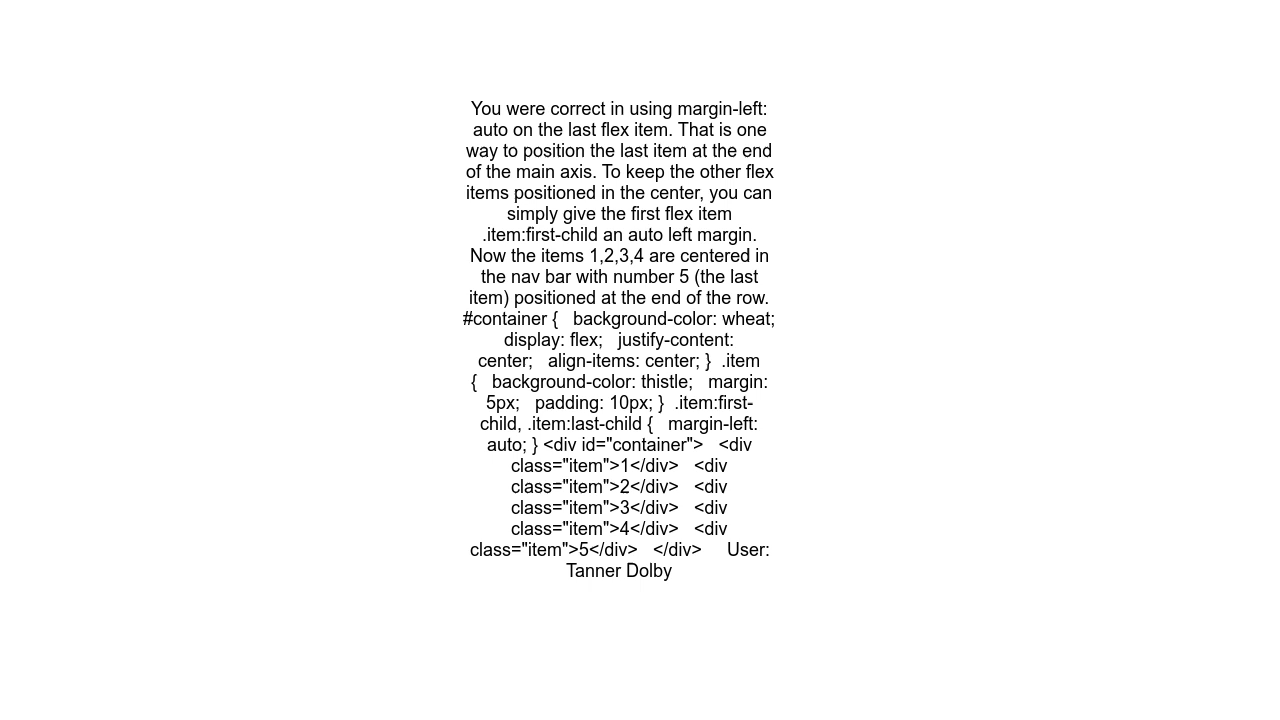 You were correct in using margin-left:
auto on the last flex item. That is one
way to position the last item at the end
of the main axis. To keep the other flex
items positioned in the center, you can
simply give the first flex item
.item:first-child an auto left margin.
Now the items 1,2,3,4 are centered in
the nav bar with number 5 (the last
item) positioned at the end of the row.
#container {   background-color: wheat;
display: flex;   justify-content:
center;   align-items: center; }  .item
{   background-color: thistle;   margin:
5px;   padding: 10px; }  .item:first-
child, .item:last-child {   margin-left:
auto; } <div id="container">   <div
class="item">1</div>   <div
class="item">2</div>   <div
class="item">3</div>   <div
class="item">4</div>   <div
class="item">5</div>   </div>     User:
Tanner Dolby